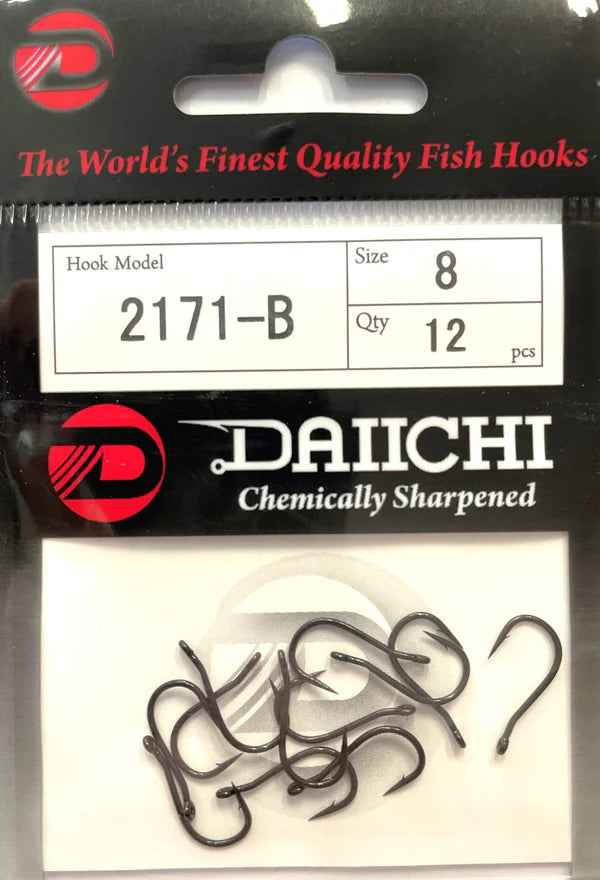 The World's Finest Quality Fish Hooks
Hook Model
2171-B
Size
8
Qty
12
pcs
DAIICHI
Chemically Sharpened